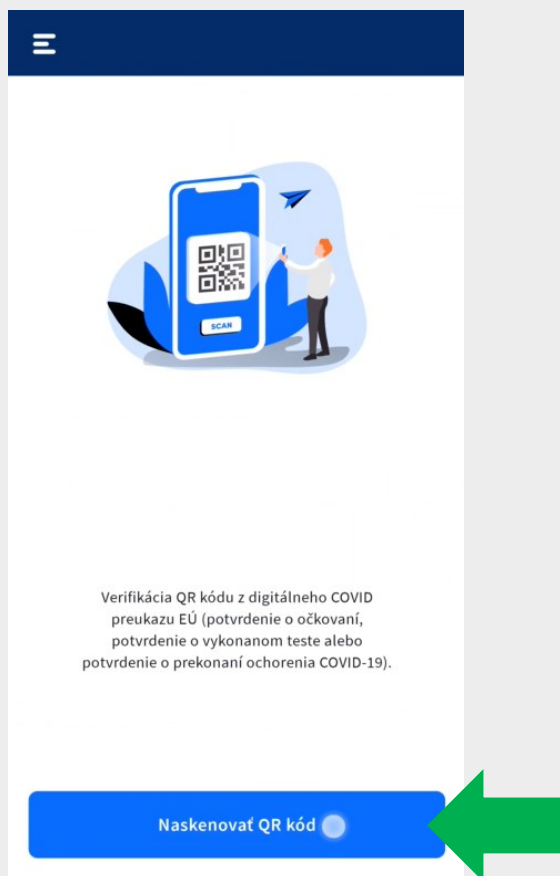 SCAN
Verifikácia QR kódu z digitálneho COVID
preukazu EÚ (potvrdenie o očkovaní,
potvrdenie o vykonanom teste alebo
potvrdenie o prekonaní ochorenia COVID-19).
Naskenovať QR kód